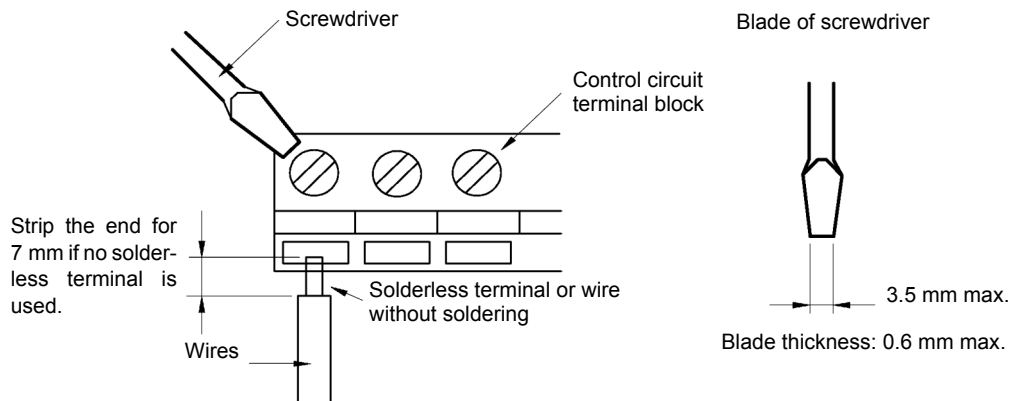 Screwdriver
Blade of screwdriver
Control circuit
terminal block
Strip the end for
7 mm if no solder-
less terminal is
used.
Solderless terminal or wire
without soldering
Wires
3.5 mm max.
Blade thickness: 0.6 mm max.